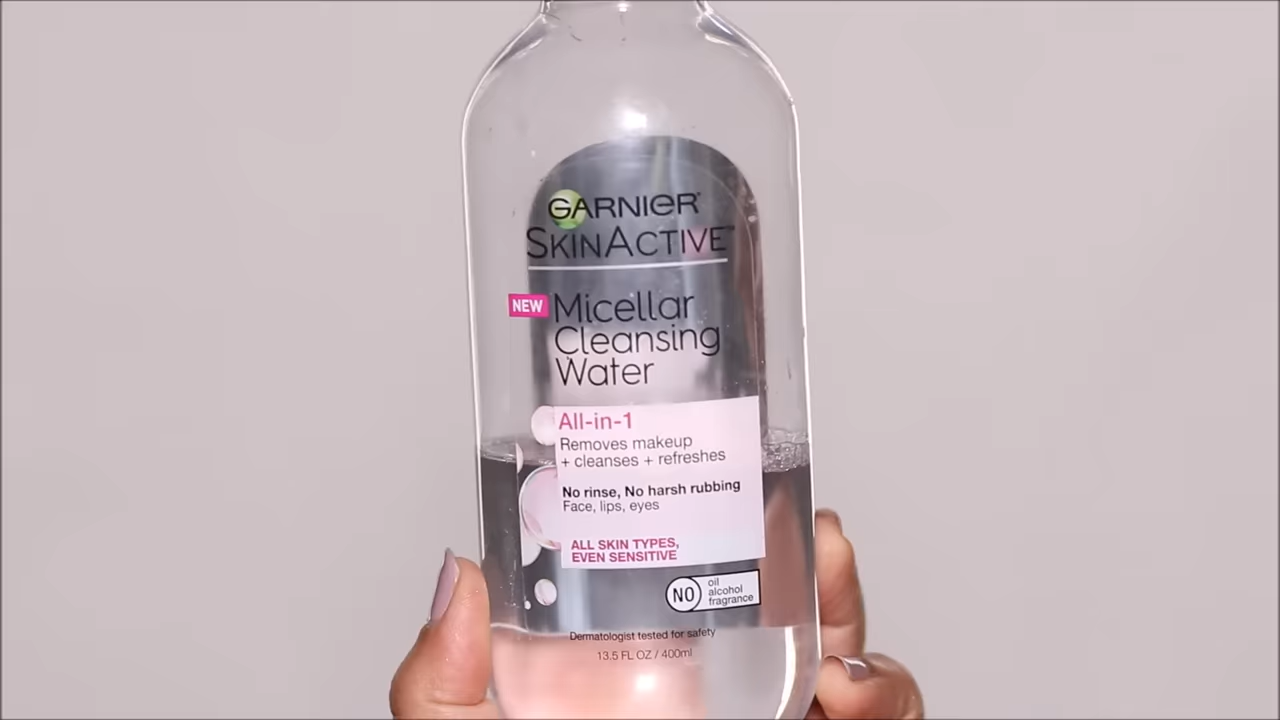 GARNIER
SKINACTIVE™
NEW
Micellar
Cleansing
Water
All-in-1
Removes makeup
+ cleanses + refreshes
No rinse, No harsh rubbing
Face, lips, eyes
ALL SKIN TYPES,
EVEN SENSITIVE
NO
oil
alcohol
fragrance
Dermatologist tested for safety
13.5 FL OZ / 400ml